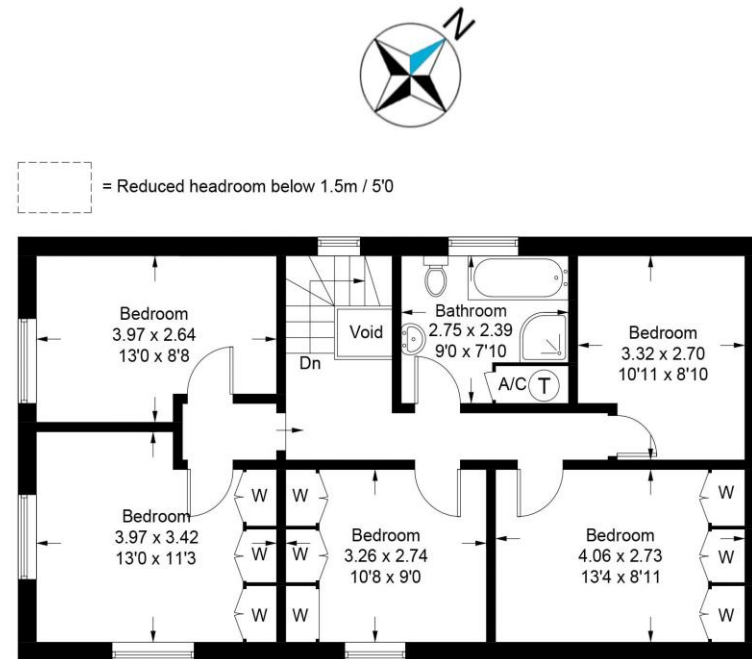 N
= Reduced headroom below 1.5m / 5'0
Bedroom
3.97 x 2.64
13'0 x 8'8
Void
Dn
Bathroom
2.75 x 2.39
9'0 x 7'10
A/C
T
Bedroom
3.32 x 2.70
10'11 x 8'10
Bedroom
3.97 x 3.42
13'0 x 11'3
W
W
W
W
W
W
Bedroom
3.26 x 2.74
10'8 x 9'0
Bedroom
4.06 x 2.73
13'4 x 8'11
W
W
W